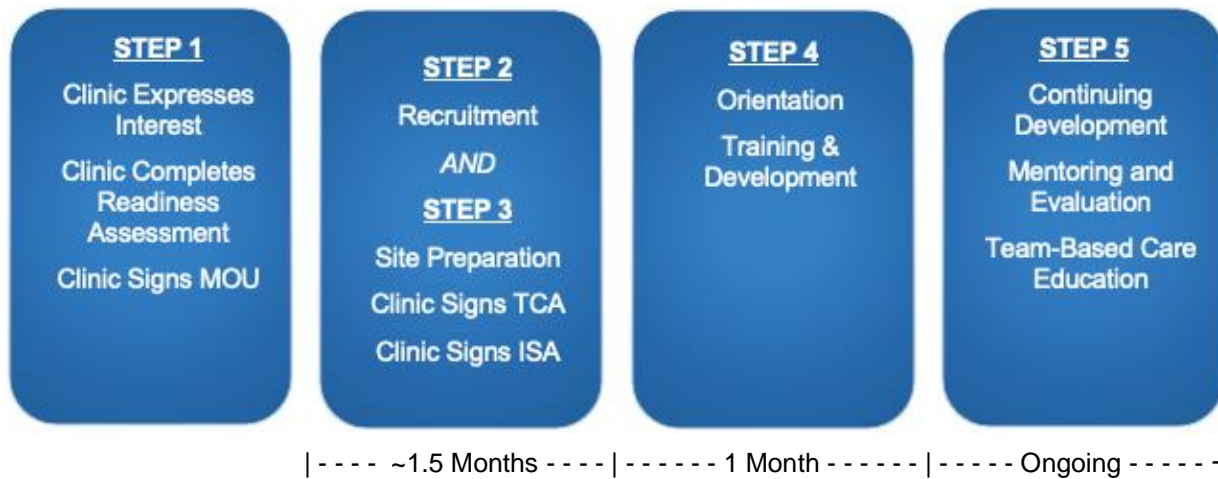 STEP 1
Clinic Expresses
Interest
Clinic Completes
Readiness
Assessment
Clinic Signs MOU
STEP 2
Recruitment
AND
STEP 3
Site Preparation
Clinic Signs TCA
Clinic Signs ISA
STEP 4
Orientation
Training &
Development
STEP 5
Continuing
Development
Mentoring and
Evaluation
Team-Based Care
Education
|- - - - ~1.5 Months - - - -|- - - - - - 1 Month - - - - - -|- - - - - Ongoing - - - - - -